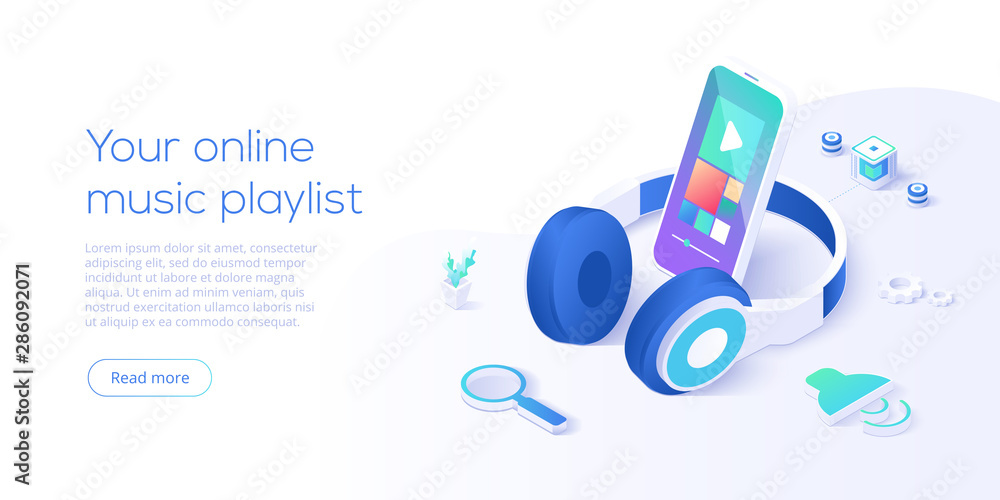 Your online
music playlist
Lorem ipsum dolor sit amet, consectetur
adipiscing elit, sed do eiusmod tempor
incididunt ut labore et dolore magna
aliqua. Ut enim ad minim veniam, quis
nostrud exercitation ullamco laboris nisi
ut aliquip ex ea commodo consequat.
Read more
Adobe Stock | #286092071
Adobe Stock